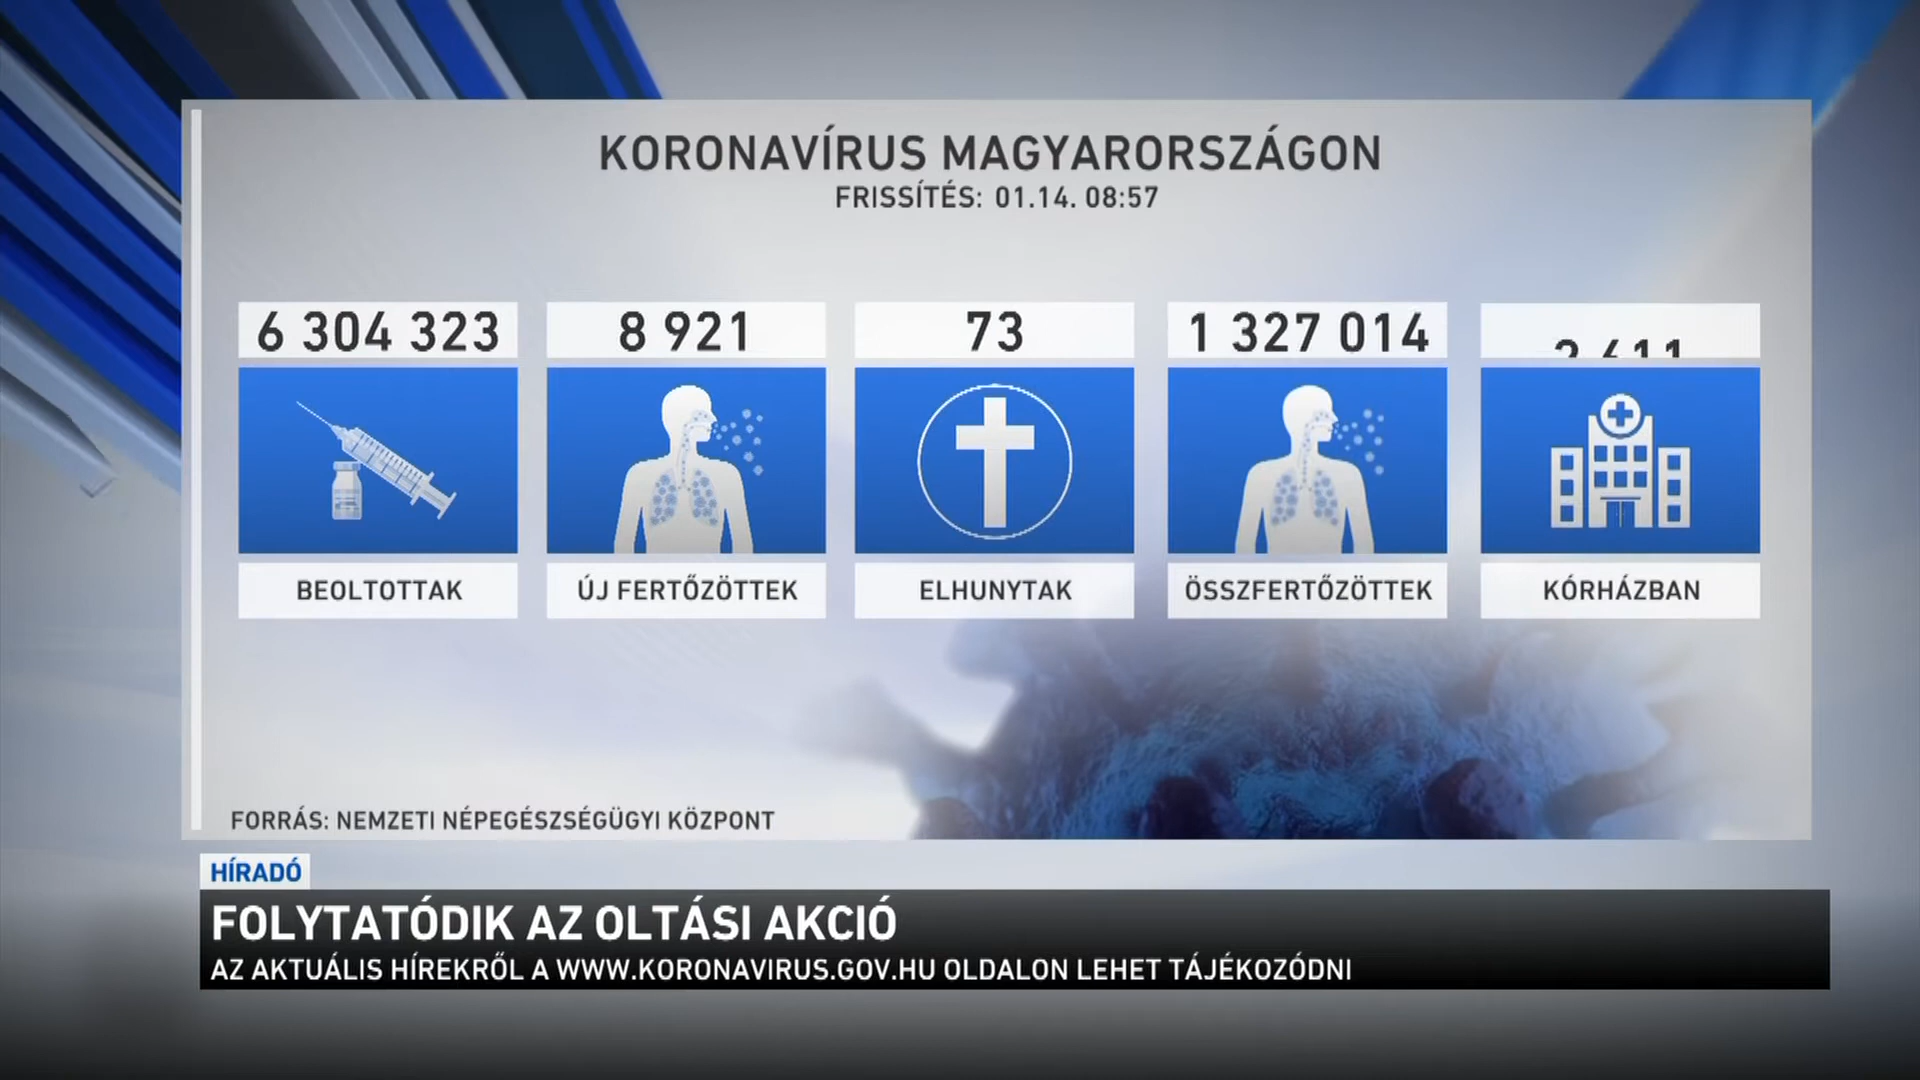 KORONAVÍRUS MAGYARORSZÁGON
FRISSÍTÉS: 01.14. 08:57
6 304 323
8 921
73
1 327 014
BEOLTOTTAK
ÚJ FERTŐZÖTTEK
ELHUNYTAK
ÖSSZFERTŐZÖTTEK
KÓRHÁZBAN
FORRÁS: NEMZETI NÉPEGÉSZSÉGÜGYI KÖZPONT
HÍRADÓ
FOLYTATÓDIK AZ OLTÁSI AKCIÓ
AZ AKTUÁLIS HÍREKRŐL A WWW.KORONAVIRUS.GOV.HU OLDALON LEHET TÁJÉKOZÓDNI